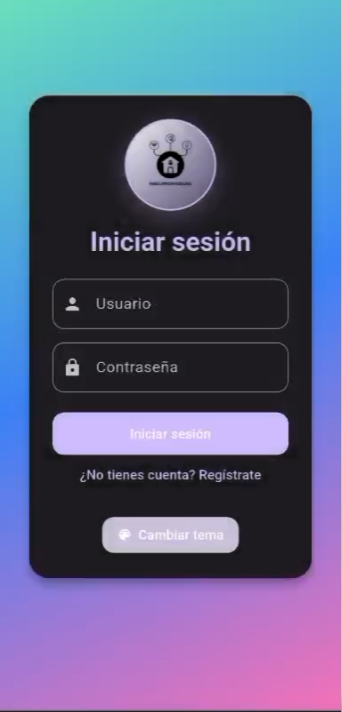 Iniciar sesión
Usuario
Contraseña
Iniciar sesión
¿No tienes cuenta? Regístrate
Cambiar tema